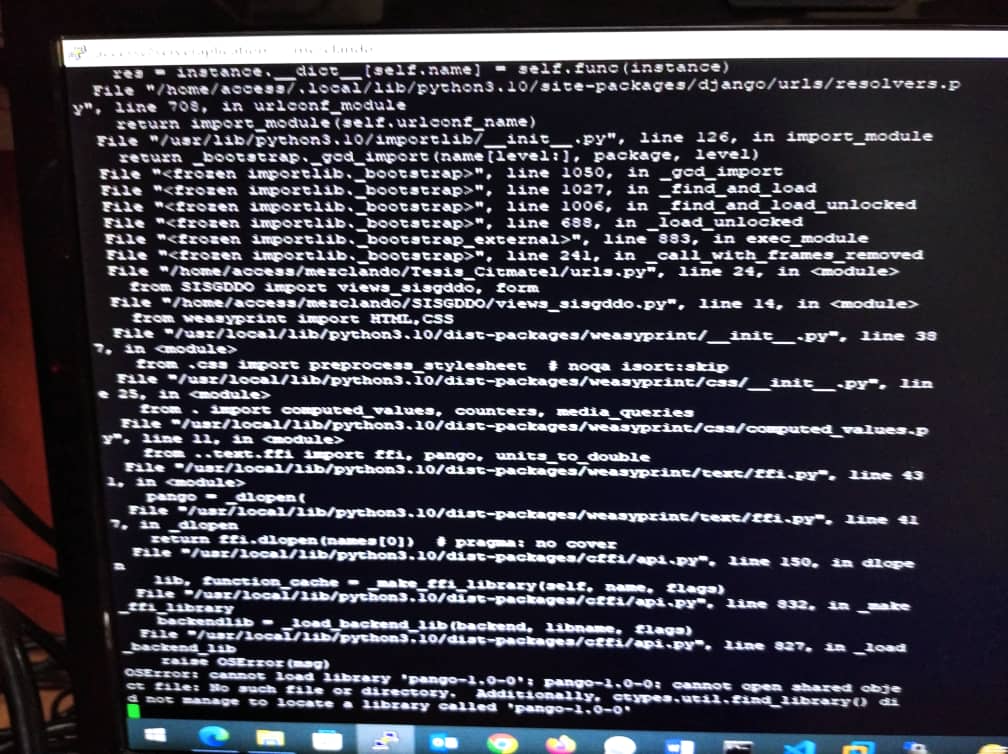 res = instance.__dict__[self.name] = self.func(instance)
File "/home/access/.local/lib/python3.10/site-packages/django/urls/resolvers.p
y", line 708, in urlconf_module
return import_module(self.urlconf_name)
File "/usr/lib/python3.10/importlib/__init__.py", line 126, in import_module
return _bootstrap._gcd_import(name[level:], package, level)
File "<frozen importlib._bootstrap>", line 1050, in _gcd_import
File "<frozen importlib._bootstrap>", line 1027, in _find_and_load
File "<frozen importlib._bootstrap>", line 1006, in _find_and_load_unlocked
File "<frozen importlib._bootstrap>", line 688, in _load_unlocked
File "<frozen importlib._bootstrap_external>", line 883, in exec_module
File "<frozen importlib._bootstrap>", line 241, in _call_with_frames_removed
File "/home/access/mezclando/Tesis_Citmatel/urls.py", line 24, in <module>
from SISGDDO import views_sisgddo, form
File "/home/access/mezclando/SISGDDO/views_sisgddo.py", line 14, in <module>
from weasyprint import HTML,CSS
File "/usr/local/lib/python3.10/dist-packages/weasyprint/__init__.py", line 38
7, in <module>
from .css import preprocess_stylesheet # noqa isort:skip
File "/usr/local/lib/python3.10/dist-packages/weasyprint/css/__init__.py", lin
e 25, in <module>
from . import computed_values, counters, media_queries
File "/usr/local/lib/python3.10/dist-packages/weasyprint/css/computed_values.p
y", line 11, in <module>
from ..text.ffi import ffi, pango, units_to_double
File "/usr/local/lib/python3.10/dist-packages/weasyprint/text/ffi.py", line 43
1, in <module>
pango = _dlopen(
File "/usr/local/lib/python3.10/dist-packages/weasyprint/text/ffi.py", line 41
7, in _dlopen
return ffi.dlopen(names[0]) # pragma: no cover
File "/usr/local/lib/python3.10/dist-packages/cffi/api.py", line 150, in dlope
n
lib, function_cache = _make_ffi_library(self, name, flags)
File "/usr/local/lib/python3.10/dist-packages/cffi/api.py", line 832, in _make
_ffi_library
backendlib = _load_backend_lib(backend, libname, flags)
File "/usr/local/lib/python3.10/dist-packages/cffi/api.py", line 827, in _load
_backend_lib
raise OSError(msg)
OSError: cannot load library 'pango-1.0-0': pango-1.0-0: cannot open shared obje
ct file: No such file or directory.  Additionally, ctypes.util.find_library() di
d not manage to locate a library called 'pango-1.0-0'